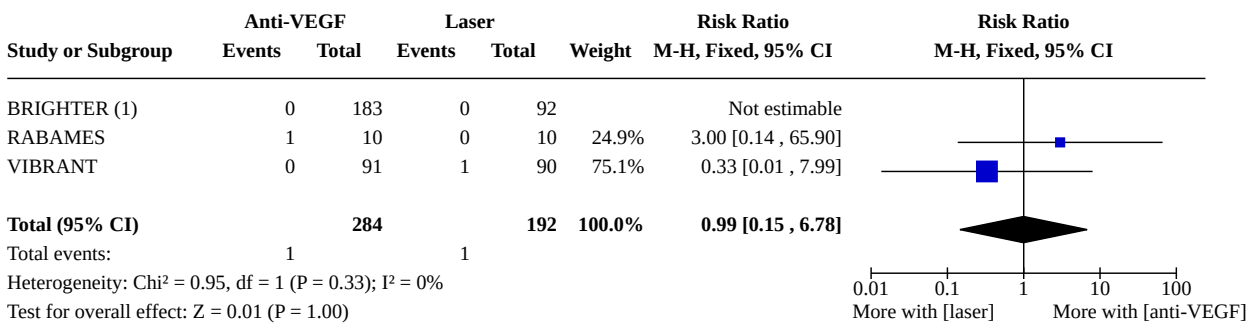 Anti-VEGF Laser Risk Ratio Risk Ratio
Study or Subgroup Events Total Events Total Weight M-H, Fixed, 95% CI M-H, Fixed, 95% CI
BRIGHTER (1) 0 183 0 92 Not estimable
RABAMES 1 10 0 10 24.9% 3.00 [0.14 , 65.90]
VIBRANT 0 91 1 90 75.1% 0.33 [0.01 , 7.99]
Total (95% CI) 284 192 100.0% 0.99 [0.15 , 6.78]
Total events: 1 1
Heterogeneity: Chi² = 0.95, df = 1 (P = 0.33); I² = 0%
Test for overall effect: Z = 0.01 (P = 1.00)
0.01 0.1 1 10 100
More with [laser] More with [anti-VEGF]